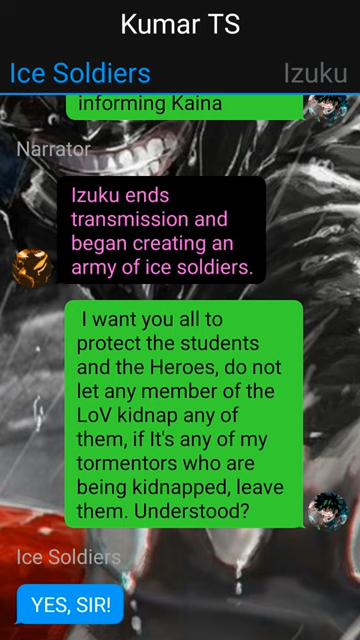 Kumar TS
Ice Soldiers
Izuku
informing Kaina
Narrator
Izuku ends
transmission and
began creating an
army of ice soldiers.
I want you all to
protect the students
and the Heroes, do not
let any member of the
LoV kidnap any of
them, if It's any of my
tormentors who are
being kidnapped, leave
them. Understood?
Ice Soldiers
YES, SIR!